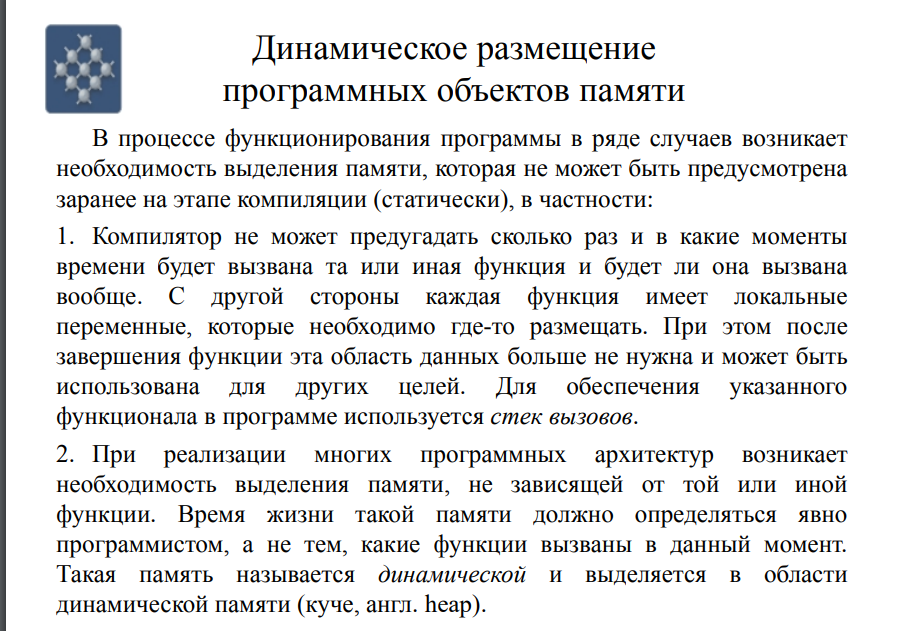 Динамическое размещение
программных объектов памяти
В процессе функционирования программы в ряде случаев возникает
необходимость выделения памяти, которая не может быть предусмотрена
заранее на этапе компиляции (статически), в частности:
1. Компилятор не может предугадать сколько раз и в какие моменты
времени будет вызвана та или иная функция и будет ли она вызвана
вообще. С другой стороны каждая функция имеет локальные
переменные, которые необходимо где-то размещать. При этом после
завершения функции эта область данных больше не нужна и может быть
использована для других целей. Для обеспечения указанного
функционала в программе используется стек вызовов.
2. При реализации многих программных архитектур возникает
необходимость выделения памяти, не зависящей от той или иной
функции. Время жизни такой памяти должно определяться явно
программистом, а не тем, какие функции вызваны в данный момент.
Такая память называется динамической и выделяется в области
динамической памяти (куче, англ. heap).